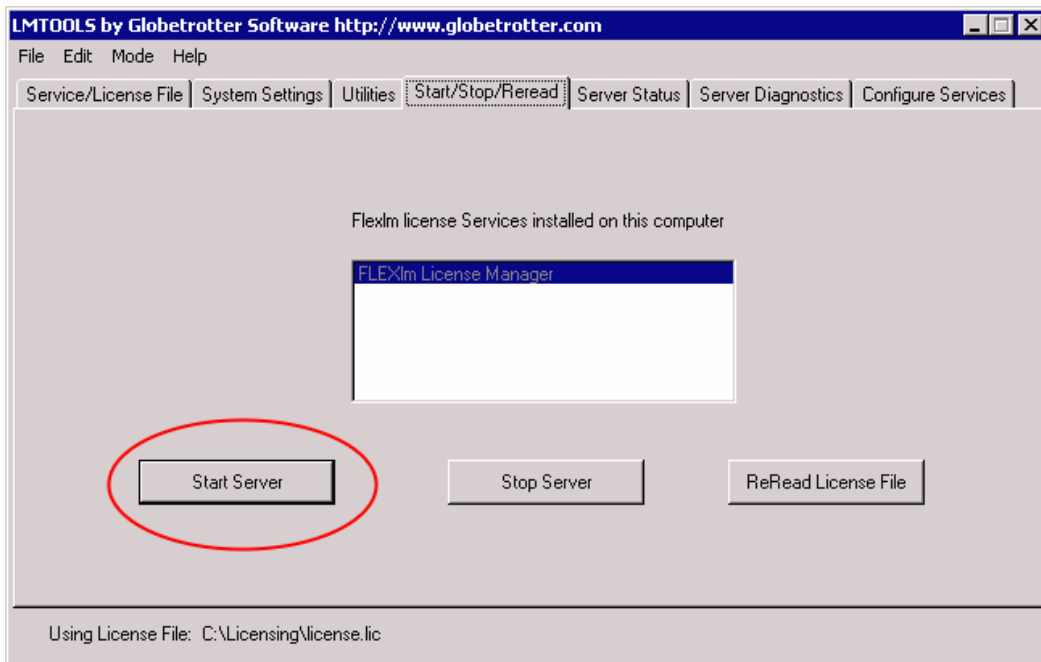 LMTOOLS by Globetrotter Software http://www.globetrotter.com
File Edit Mode Help
Service/License File System Settings Utilities Start/Stop/Reread Server Status Server Diagnostics Configure Services
Flexlm license Services installed on this computer
FLEXlm License Manager
Start Server Stop Server ReRead License File
Using License File: C:\Licensing\license.lic